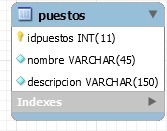 puestos
idpuestos INT(11)
nombre VARCHAR(45)
descripcion VARCHAR(150)
Indexes